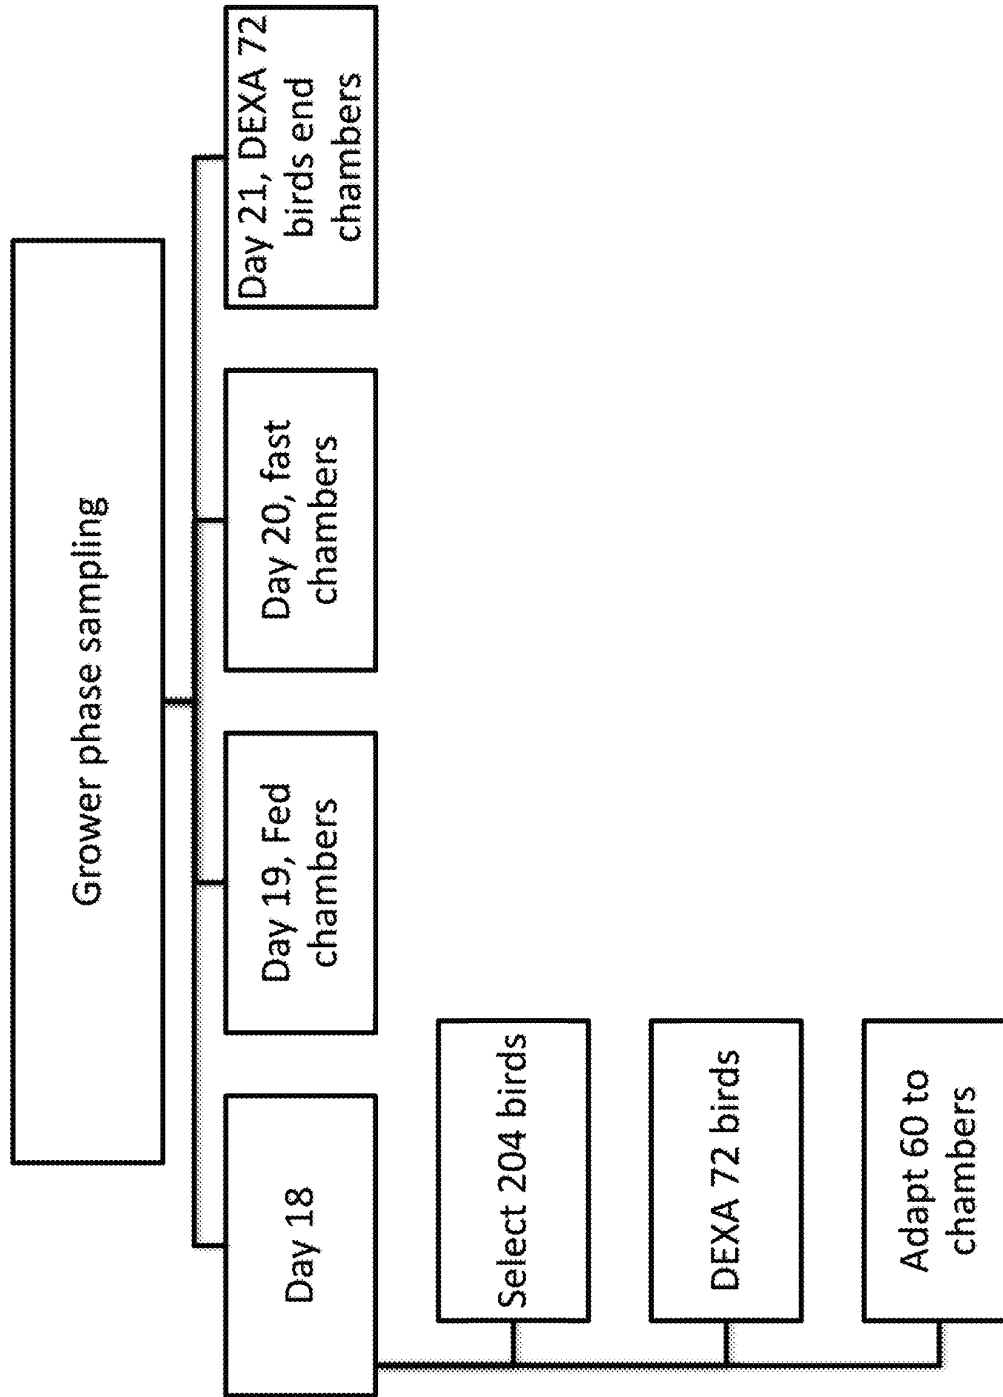 Grower phase sampling
Day 18
Select 204 birds
DEXA 72 birds
Adapt 60 to
chambers
Day 19, Fed
chambers
Day 20, fast
chambers
Day 21, DEXA 72
birds end
chambers